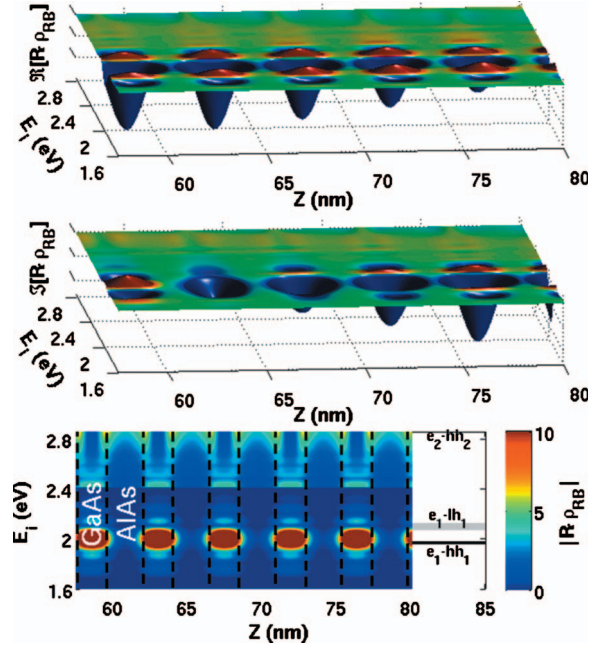 ℜ[R ρRB]
2.8
2.4
2
1.6
Ei (eV)
60
65
70
75
80
Z (nm)
ℑ[R ρRB]
2.8
2.4
2
1.6
Ei (eV)
60
65
70
75
80
Z (nm)
2.8
2.4
2
1.6
Ei (eV)
GaAs
AlAs
e2-hh2
e1-lh1
e1-hh1
60
65
70
75
80
85
Z (nm)
10
5
0
|R ρRB|